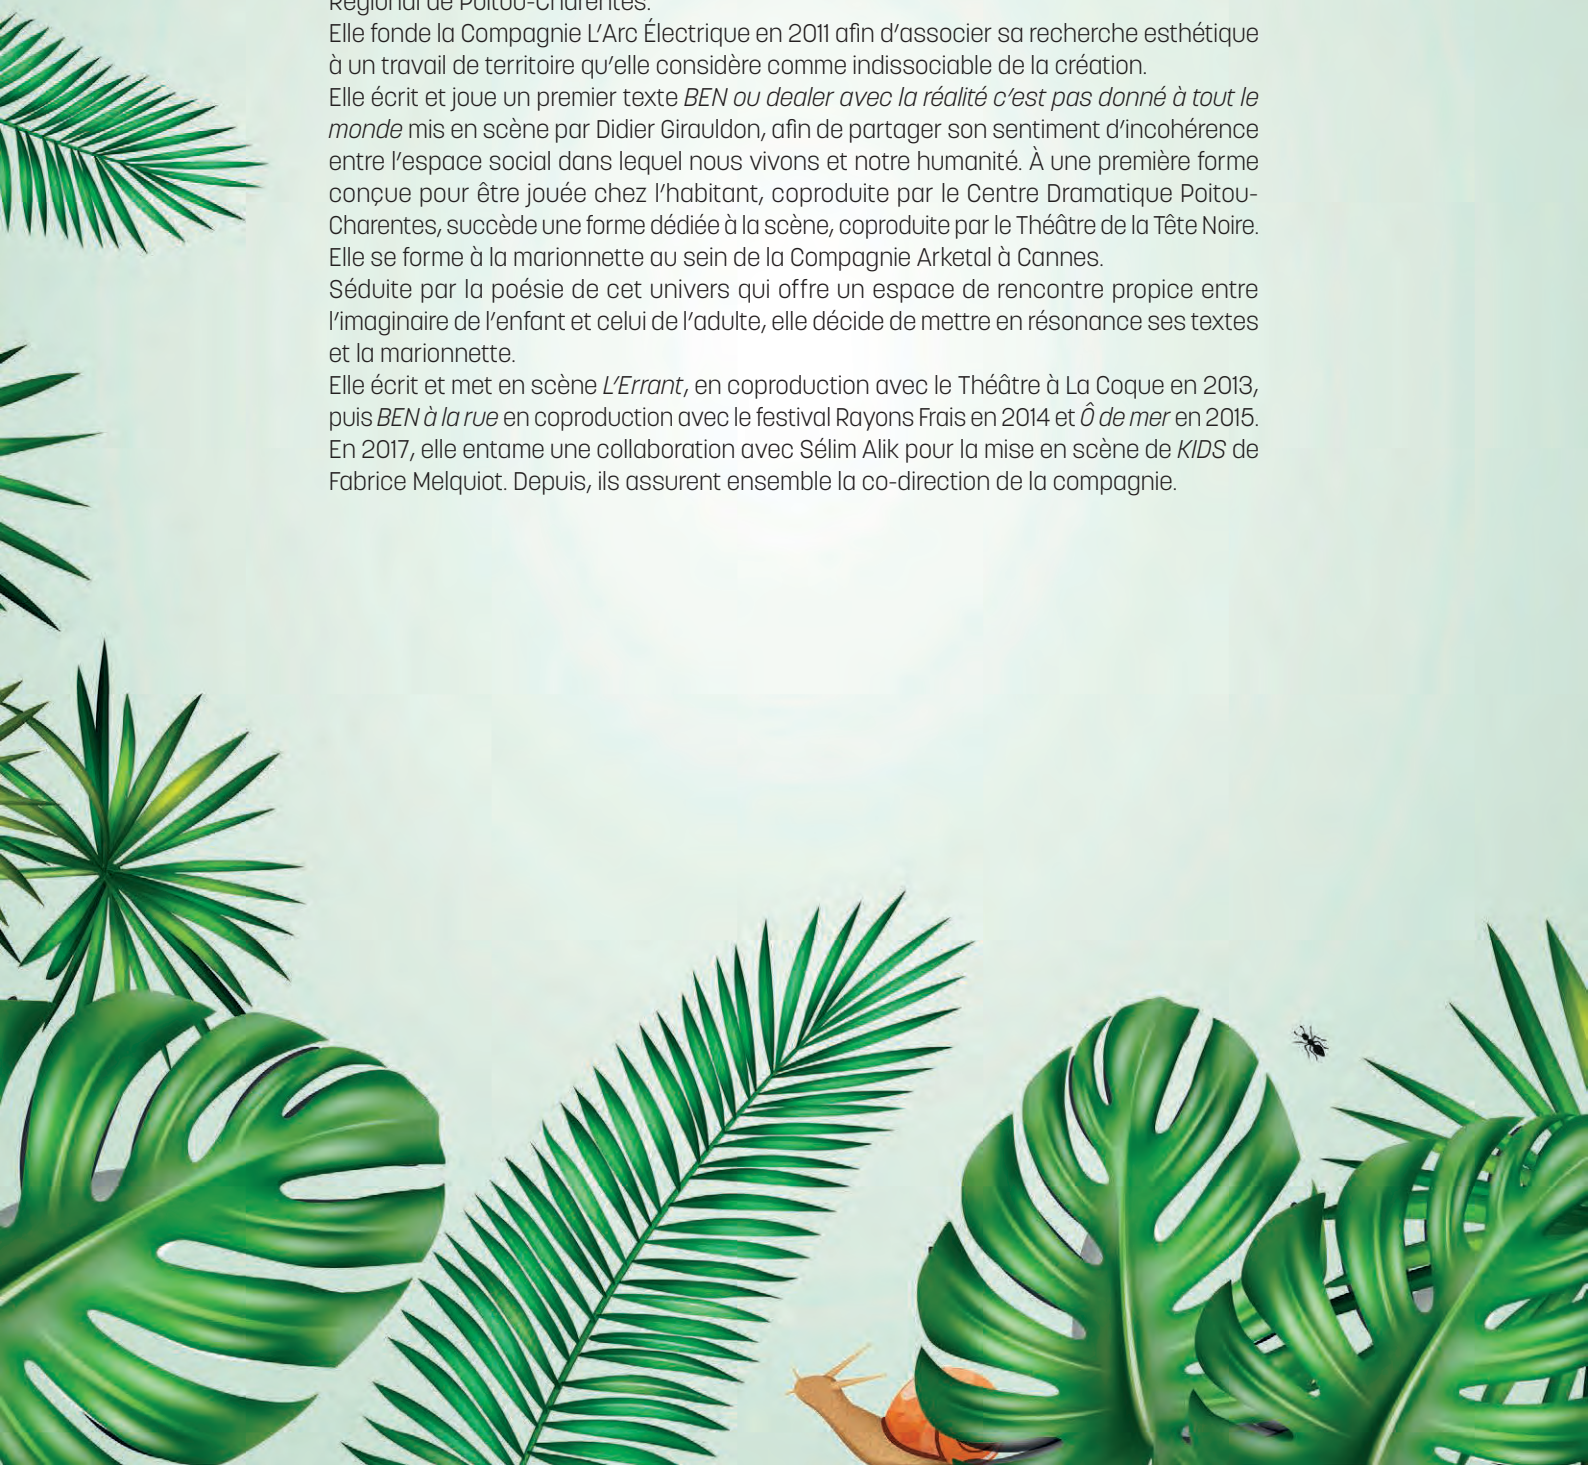 Régional de Poitou-Charentes.
Elle fonde la Compagnie L’Arc Électrique en 2011 afin d’associer sa recherche esthétique
à un travail de territoire qu’elle considère comme indissociable de la création.
Elle écrit et joue un premier texte BEN ou dealer avec la réalité c’est pas donné à tout le
monde mis en scène par Didier Girauldon, afin de partager son sentiment d’incohérence
entre l’espace social dans lequel nous vivons et notre humanité. À une première forme
conçue pour être jouée chez l’habitant, coproduite par le Centre Dramatique Poitou-
Charentes, succède une forme dédiée à la scène, coproduite par le Théâtre de la Tête Noire.
Elle se forme à la marionnette au sein de la Compagnie Arketal à Cannes.
Séduite par la poésie de cet univers qui offre un espace de rencontre propice entre
l’imaginaire de l’enfant et celui de l’adulte, elle décide de mettre en résonance ses textes
et la marionnette.
Elle écrit et met en scène L’Errant, en coproduction avec le Théâtre à La Coque en 2013,
puis BEN à la rue en coproduction avec le festival Rayons Frais en 2014 et Ô de mer en 2015.
En 2017, elle entame une collaboration avec Sélim Alik pour la mise en scène de KIDS de
Fabrice Melquiot. Depuis, ils assurent ensemble la co-direction de la compagnie.